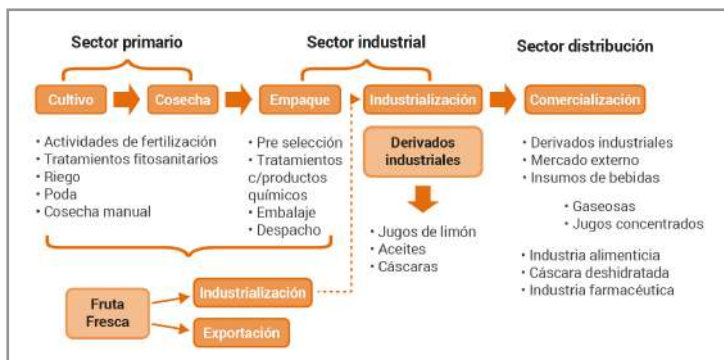 Sector primario
Sector industrial
Sector distribución
Cultivo
Cosecha
Empaque
Industrialización
Comercialización
• Actividades de fertilización
• Tratamientos fitosanitarios
• Riego
• Poda
• Cosecha manual
• Pre selección
• Tratamientos
c/productos
químicos
• Embalaje
• Despacho
Derivados
industriales
• Jugos de limón
• Aceites
• Cáscaras
• Derivados industriales
• Mercado externo
• Insumos de bebidas
• Gaseosas
• Jugos concentrados
• Industria alimenticia
• Cáscara deshidratada
• Industria farmacéutica
Fruta
Fresca
Industrialización
Exportación